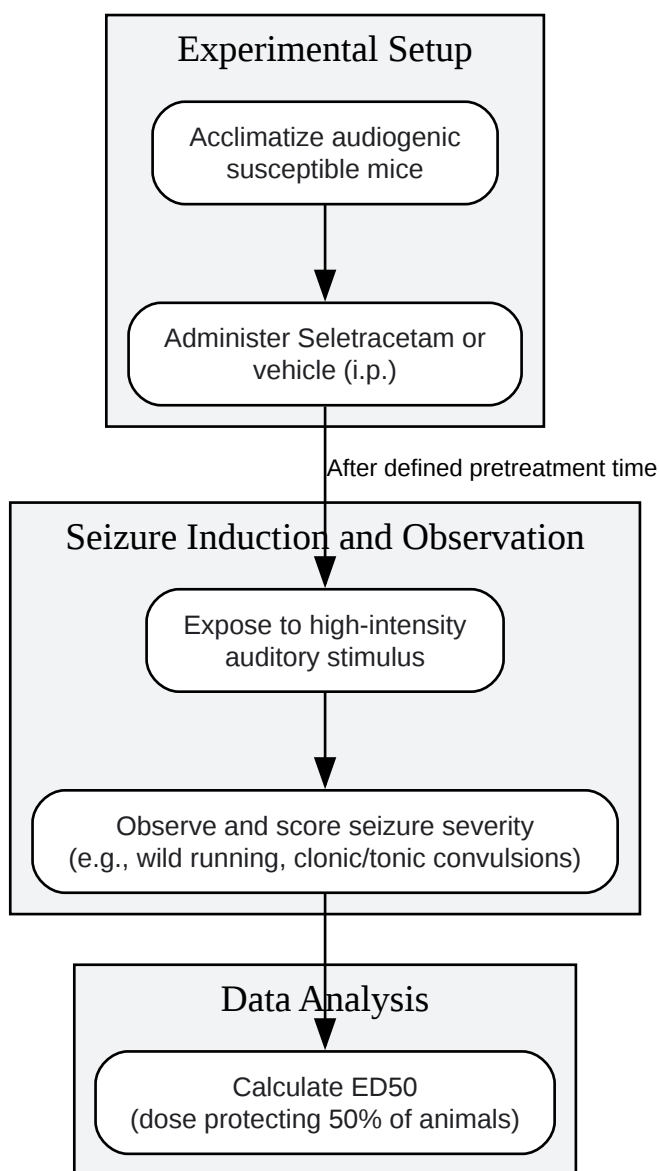 Experimental Setup
Acclimatize audiogenic
susceptible mice
Administer Seletracetam or
vehicle (i.p.)
After defined pretreatment time
Seizure Induction and Observation
Expose to high-intensity
auditory stimulus
Observe and score seizure severity
(e.g., wild running, clonic/tonic convulsions)
Data Analysis
Calculate ED50
(dose protecting 50% of animals)